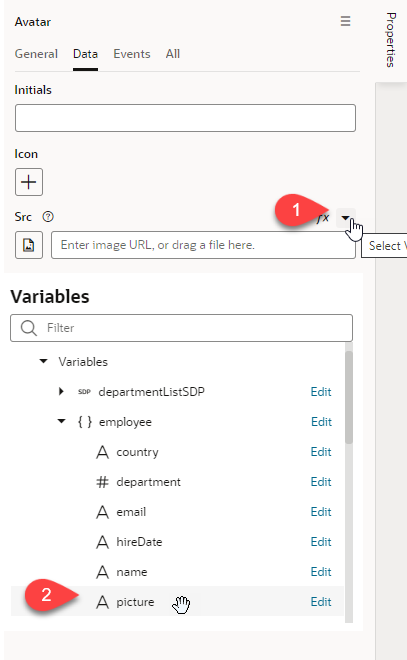 Avatar
Properties
General Data Events All
Initials
Icon
1
Src ? fx
Enter image URL, or drag a file here.
Select
Variables
Filter
Variables
SDP departmentListSDP Edit
{ } employee Edit
A country Edit
# department Edit
A email Edit
A hireDate Edit
A name Edit
2 A picture Edit